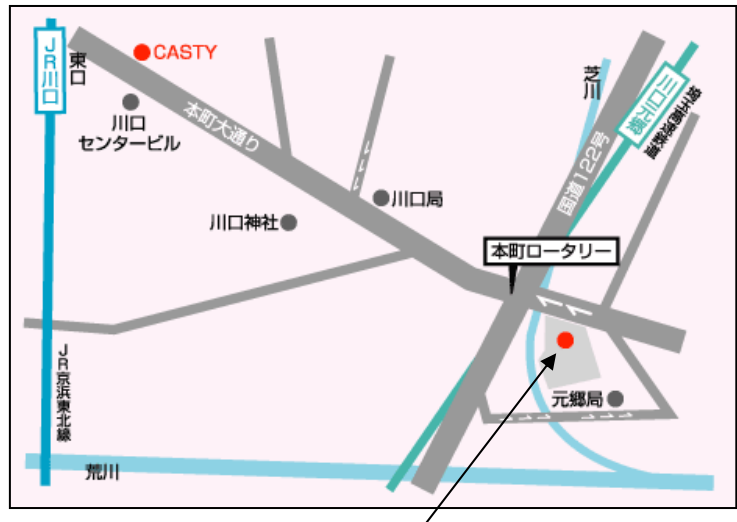 JR川口
東口
CASTY
川口
センタービル
本町大通り
川口局
川口神社
芝川
国道122号
川口元郷
埼玉高速鉄道
本町ロータリー
元郷局
JR京浜東北線
荒川